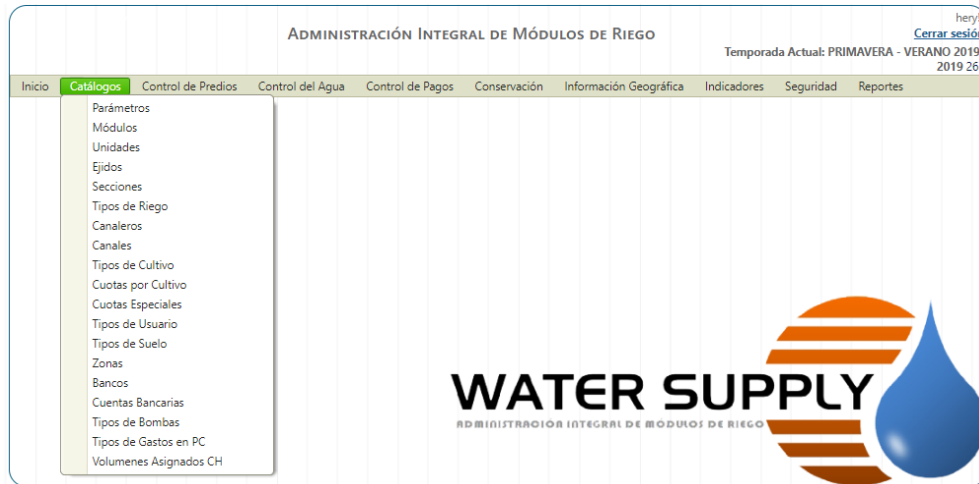 heryl
Administración Integral de Módulos de Riego
Cerrar sesión
Temporada Actual: PRIMAVERA - VERANO 2019
2019 26
Inicio Catálogos Control de Predios Control del Agua Control de Pagos Conservación Información Geográfica Indicadores Seguridad Reportes
Parámetros
Módulos
Unidades
Ejidos
Secciones
Tipos de Riego
Canaleros
Canales
Tipos de Cultivo
Cuotas por Cultivo
Cuotas Especiales
Tipos de Usuario
Tipos de Suelo
Zonas
Bancos
Cuentas Bancarias
Tipos de Bombas
Tipos de Gastos en PC
Volumenes Asignados CH
WATER SUPPLY
ADMINISTRACIÓN INTEGRAL DE MODULOS DE RIEGO